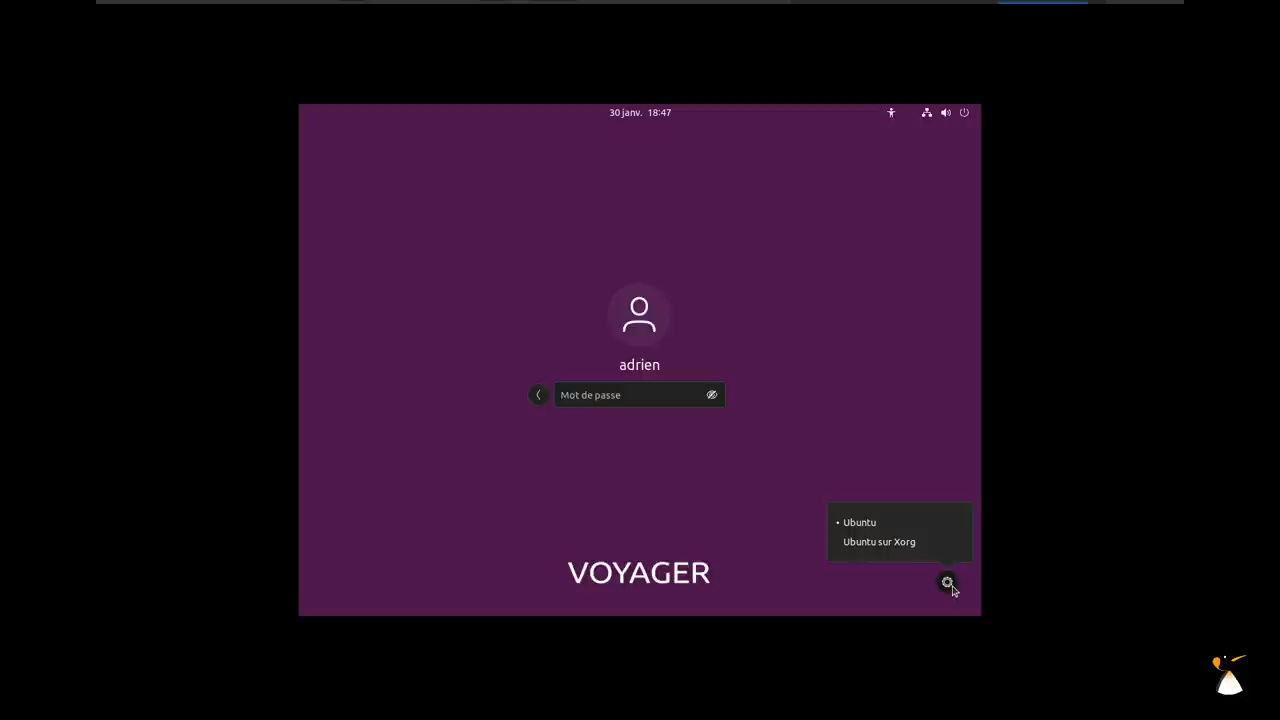 30 janv. 18:47
adrien
Mot de passe
Ubuntu
Ubuntu sur Xorg
VOYAGER